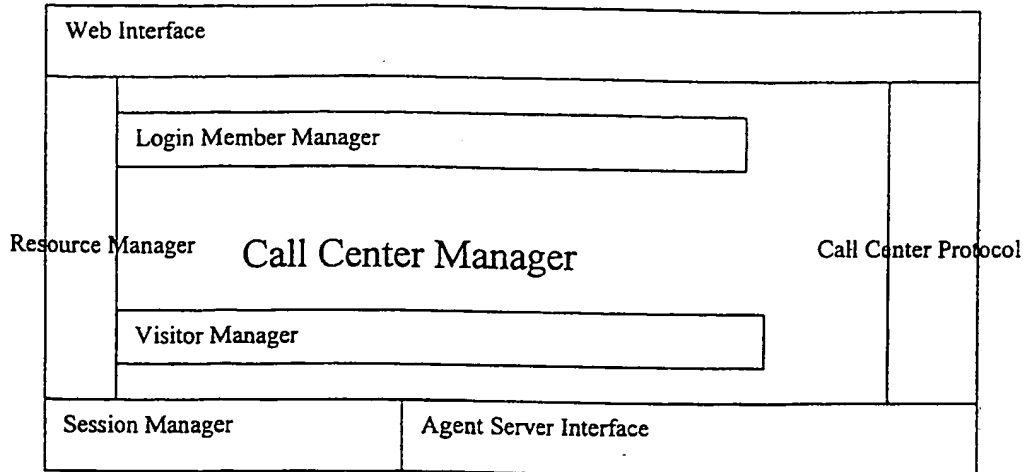 Web Interface
Login Member Manager
Resource Manager
Call Center Manager
Call Center Protocol
Visitor Manager
Session Manager
Agent Server Interface